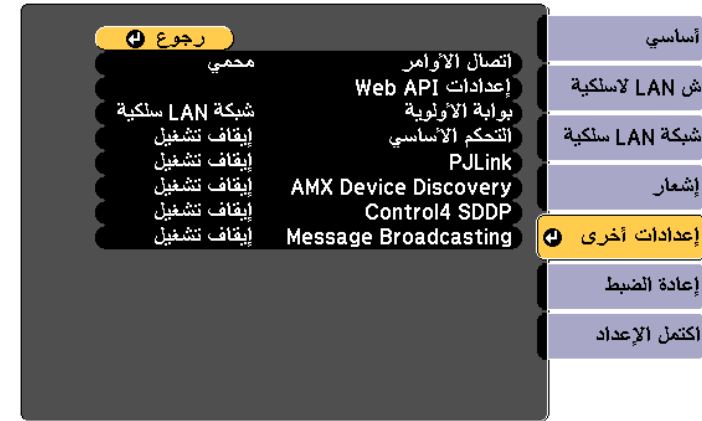 أساسي
ش LAN لاسلكية
شبكة LAN سلكية
إشعار
إعدادات أخرى
إعادة الضبط
اكتمل الإعداد
رجوع
اتصال الأوامر محمي
إعدادات Web API
بوابة الأولوية شبكة LAN سلكية
التحكم الأساسي إيقاف تشغيل
PJLink إيقاف تشغيل
AMX Device Discovery إيقاف تشغيل
Control4 SDDP إيقاف تشغيل
Message Broadcasting إيقاف تشغيل